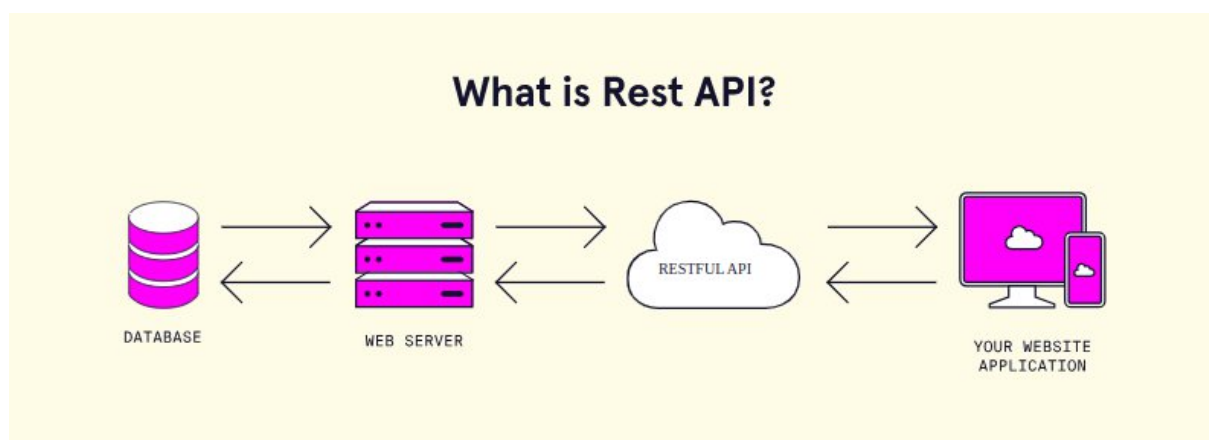 What is Rest API?
RESTFUL API
DATABASE
WEB SERVER
YOUR WEBSITE
APPLICATION